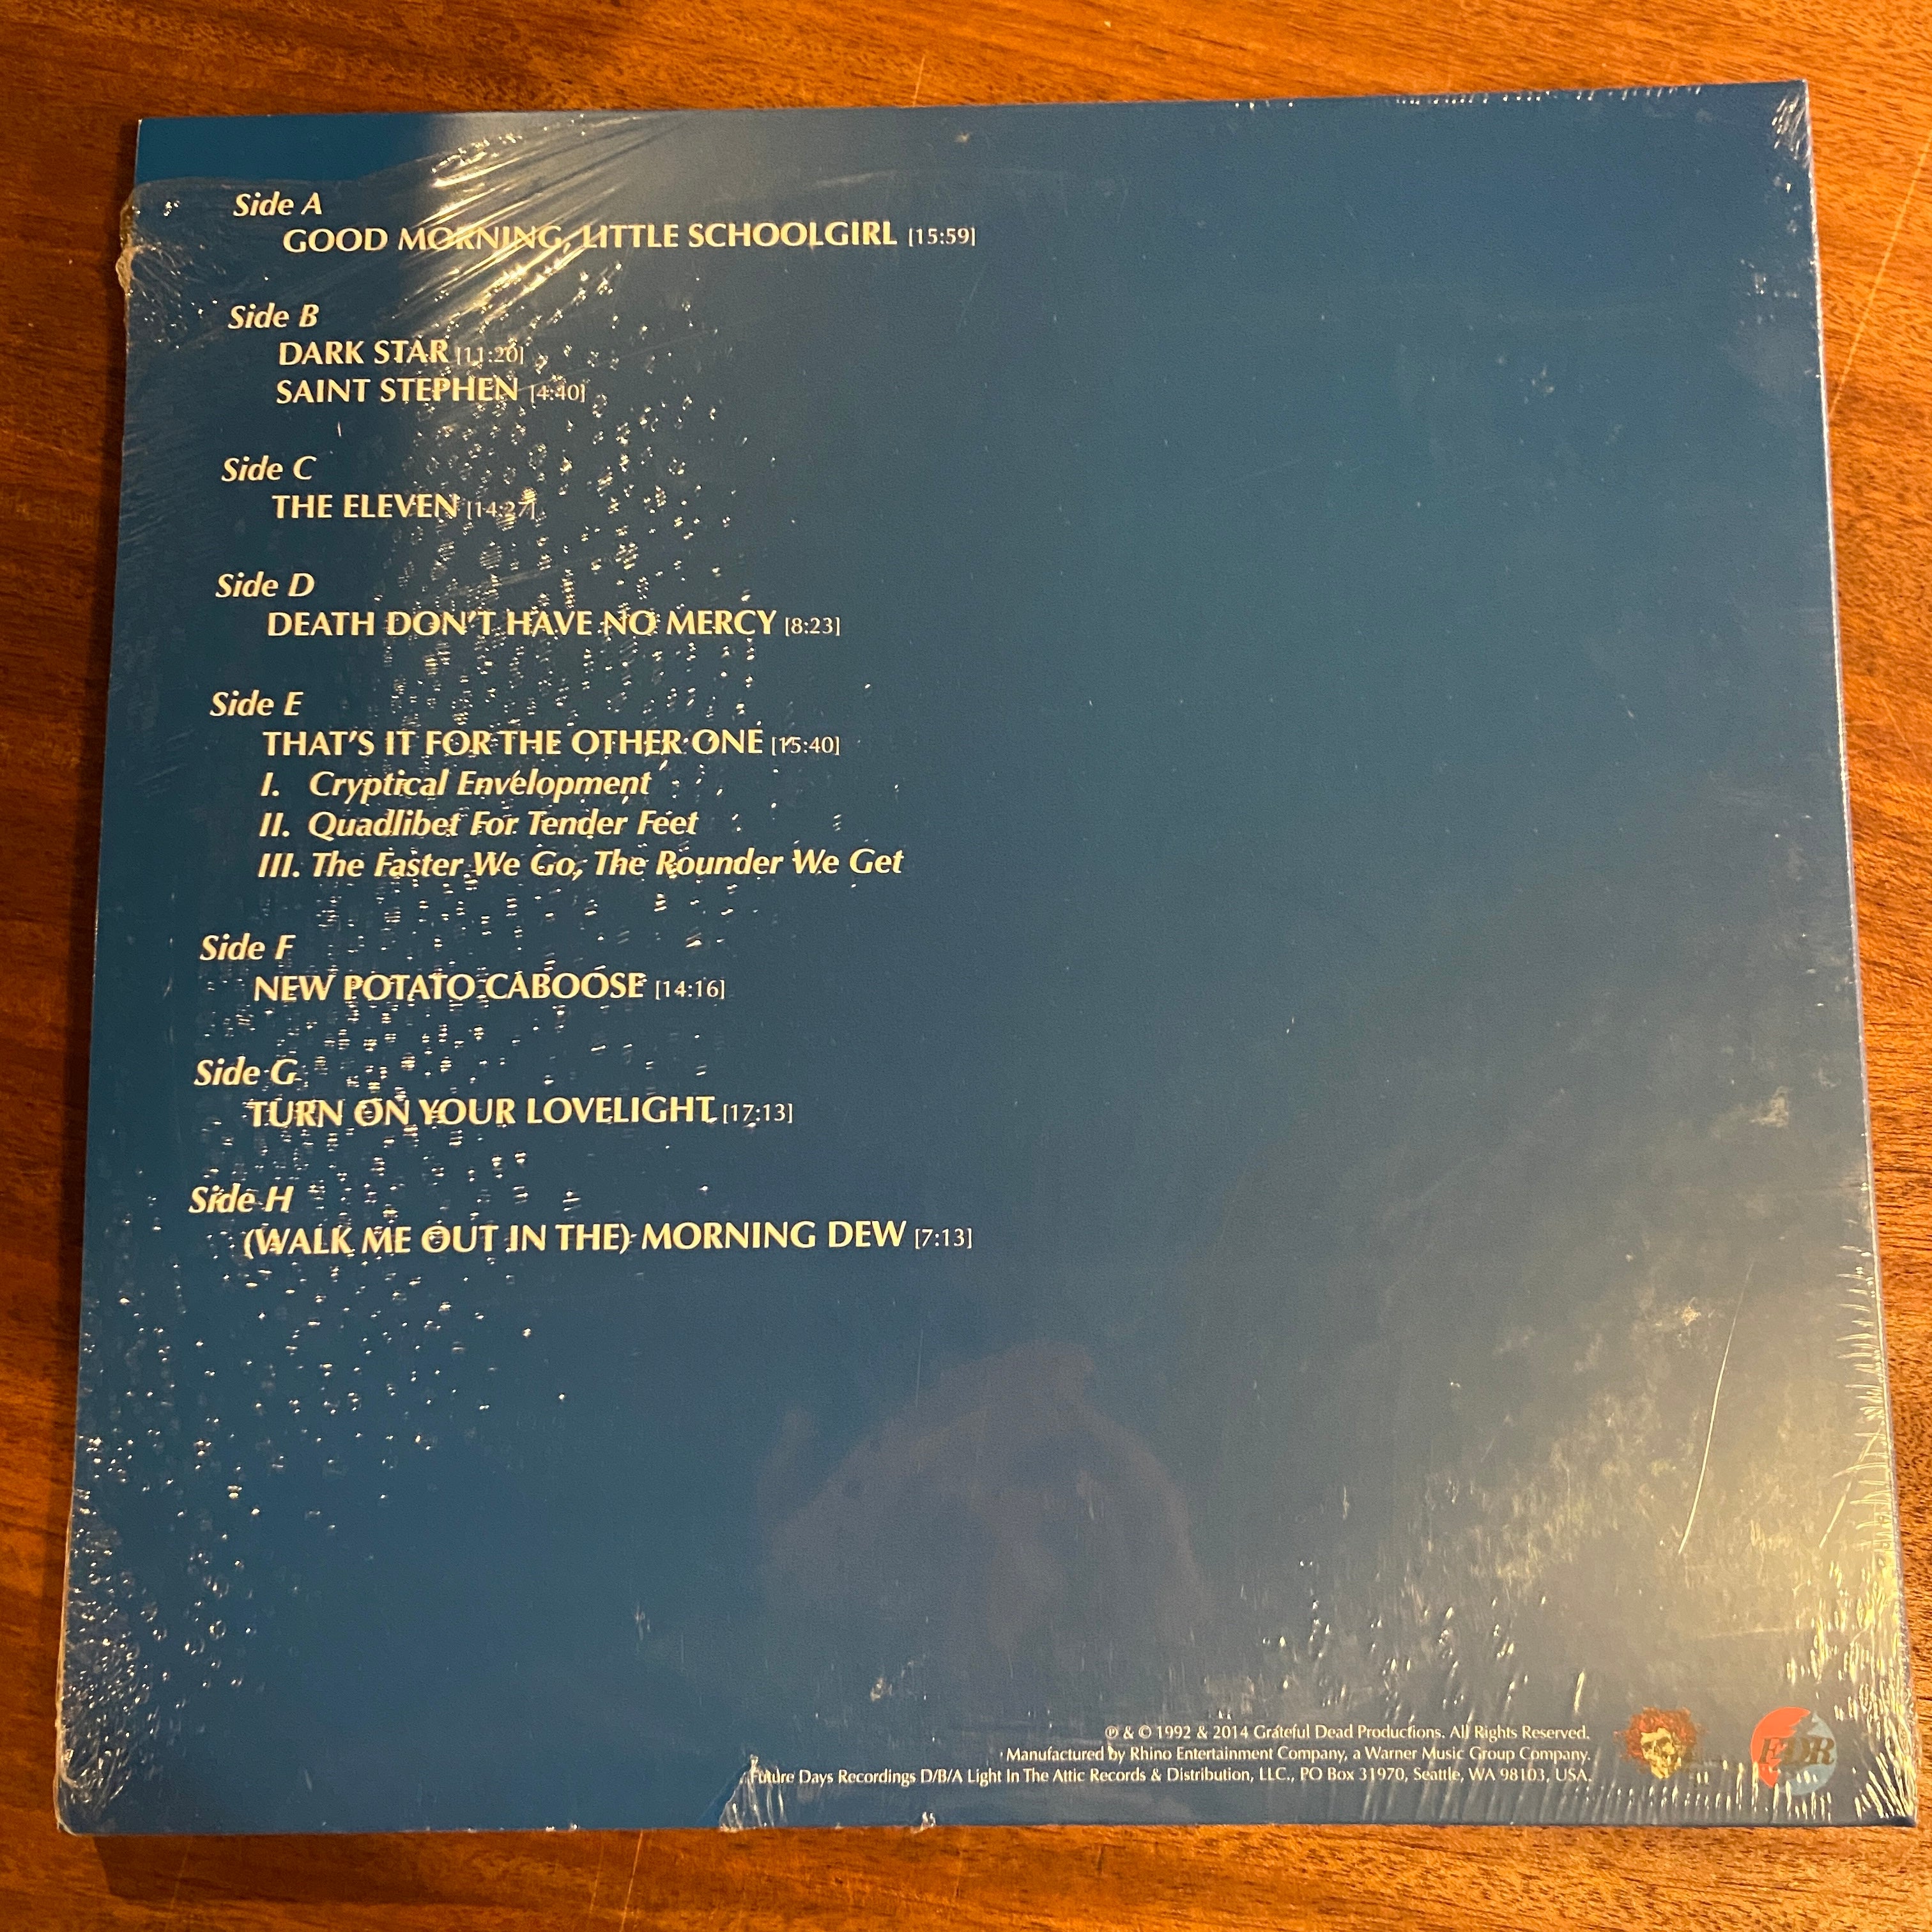 Side A
GOOD MORNING, LITTLE SCHOOLGIRL [15:59]
Side B
DARK STAR [11:20]
SAINT STEPHEN [4:40]
Side C
THE ELEVEN [14:27]
Side D
DEATH DON'T HAVE NO MERCY [8:23]
Side E
THAT'S IT FOR THE OTHER ONE [15:40]
I. Cryptical Envelopment
II. Quadlibet For Tender Feet
III. The Faster We Go, The Rounder We Get
Side F
NEW POTATO CABOOSE [14:16]
Side G
TURN ON YOUR LOVELIGHT [17:13]
Side H
(WALK ME OUT IN THE) MORNING DEW [7:13]
℗ & © 1992 & 2014 Grateful Dead Productions. All Rights Reserved.
Manufactured by Rhino Entertainment Company, a Warner Music Group Company.
Future Days Recordings D/B/A Light In The Attic Records & Distribution, LLC., PO Box 31970, Seattle, WA 98103, USA.
FDR